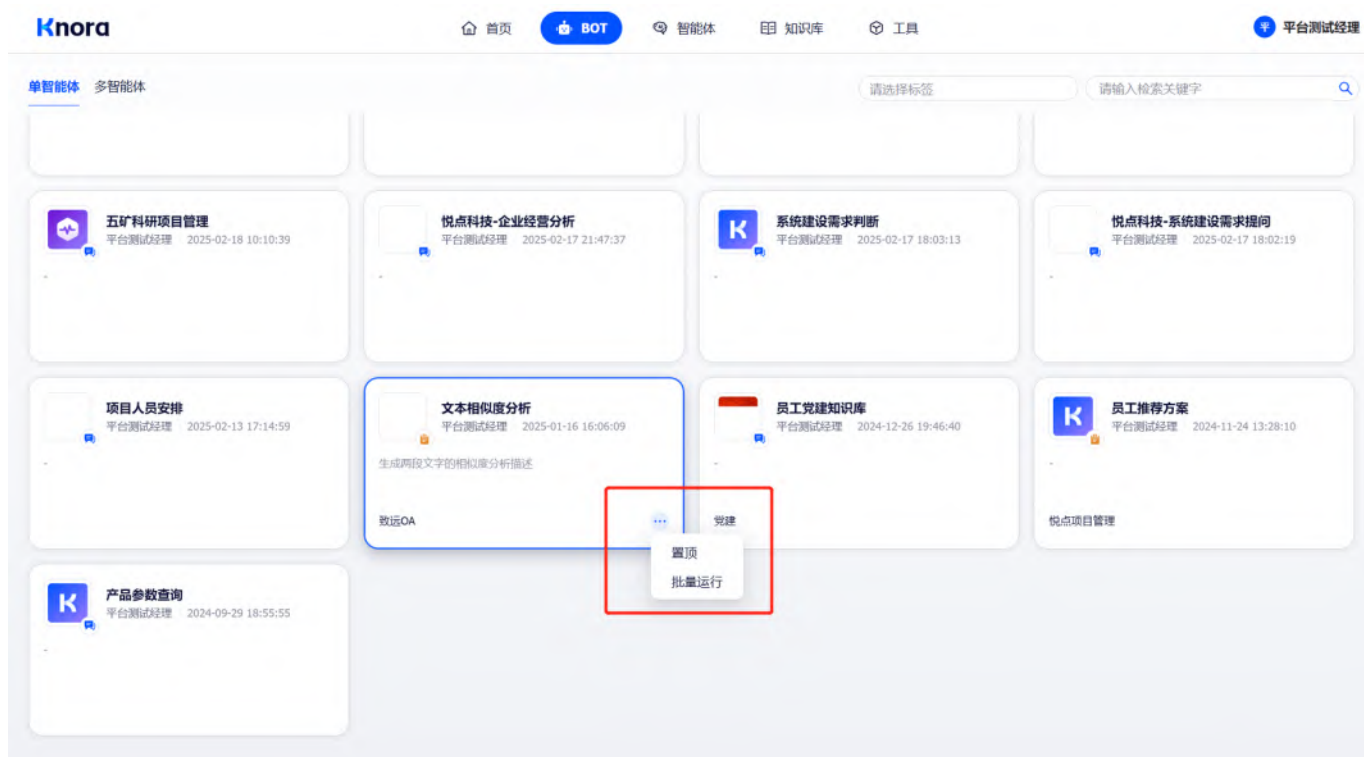 Knora
首页
BOT
智能体
知识库
工具
平 平台测试经理
单智能体 多智能体
请选择标签
请输入检索关键字
五矿科研项目管理
平台测试经理 2025-02-18 10:10:39
-
悦点科技-企业经营分析
平台测试经理 2025-02-17 21:47:37
-
K
系统建设需求判断
平台测试经理 2025-02-17 18:03:13
-
悦点科技-系统建设需求提问
平台测试经理 2025-02-17 18:02:19
-
项目人员安排
平台测试经理 2025-02-13 17:14:59
-
文本相似度分析
平台测试经理 2025-01-16 16:06:09
生成两段文字的相似度分析描述
致远OA
···
置顶
批量运行
员工党建知识库
平台测试经理 2024-12-26 19:46:40
-
党建
K
员工推荐方案
平台测试经理 2024-11-24 13:28:10
-
悦点项目管理
K
产品参数查询
平台测试经理 2024-09-29 18:55:55
-